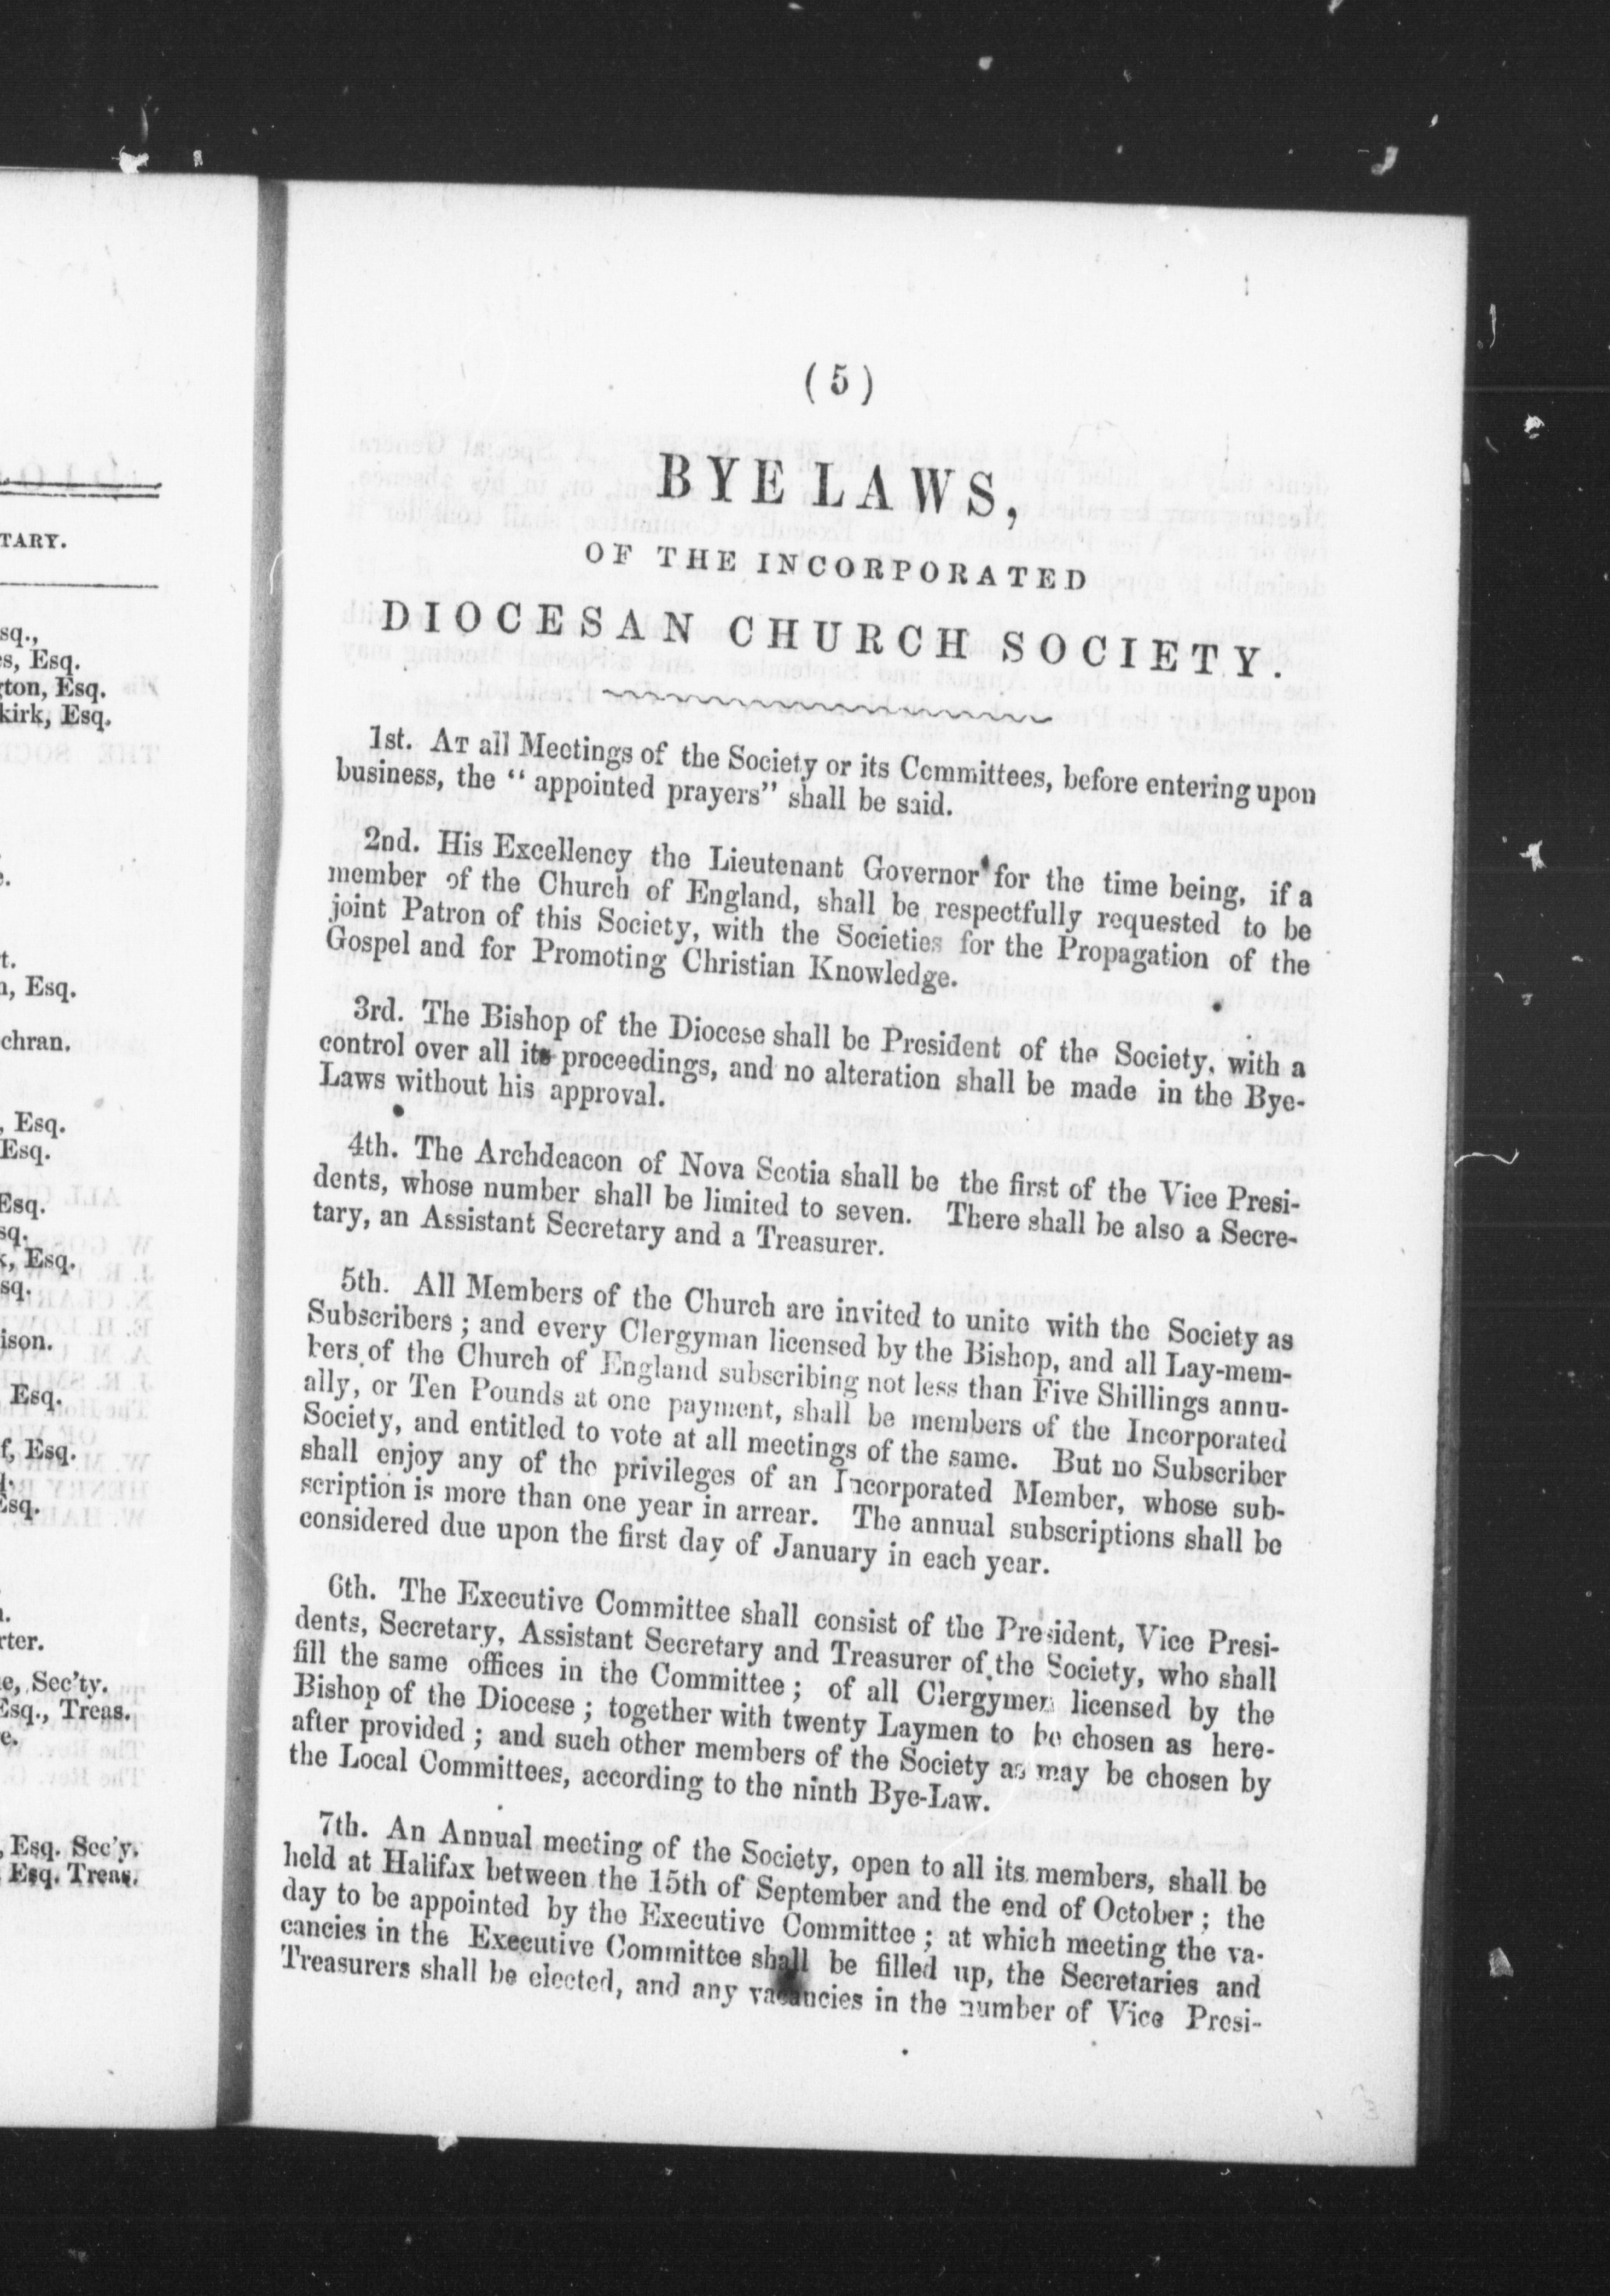 TARY.
sq.,
s, Esq.
gton, Esq.
kirk, Esq.
t.
n, Esq.
chran.
, Esq.
Esq.
Esq.
sq.
k, Esq.
sq.
ison.
Esq.
f, Esq.
Esq.
rter.
e, Sec'ty.
Esq., Treas.
e.
, Esq. Sec'y.
Esq. Treas.
( 5 )
BYE LAWS,
OF THE INCORPORATED
DIOCESAN CHURCH SOCIETY.
1st. AT all Meetings of the Society or its Committees, before entering upon
business, the " appointed prayers" shall be said.
2nd. His Excellency the Lieutenant Governor for the time being, if a
member of the Church of England, shall be respectfully requested to be
joint Patron of this Society, with the Societies for the Propagation of the
Gospel and for Promoting Christian Knowledge.
3rd. The Bishop of the Diocese shall be President of the Society, with a
control over all its proceedings, and no alteration shall be made in the Bye-
Laws without his approval.
4th. The Archdeacon of Nova Scotia shall be the first of the Vice Presi-
dents, whose number shall be limited to seven. There shall be also a Secre-
tary, an Assistant Secretary and a Treasurer.
5th. All Members of the Church are invited to unite with the Society as
Subscribers ; and every Clergyman licensed by the Bishop, and all Lay-mem-
bers of the Church of England subscribing not less than Five Shillings annu-
ally, or Ten Pounds at one payment, shall be members of the Incorporated
Society, and entitled to vote at all meetings of the same. But no Subscriber
shall enjoy any of the privileges of an Incorporated Member, whose sub-
scription is more than one year in arrear. The annual subscriptions shall be
considered due upon the first day of January in each year.
6th. The Executive Committee shall consist of the President, Vice Presi-
dents, Secretary, Assistant Secretary and Treasurer of the Society, who shall
fill the same offices in the Committee ; of all Clergymen licensed by the
Bishop of the Diocese ; together with twenty Laymen to be chosen as here-
after provided ; and such other members of the Society as may be chosen by
the Local Committees, according to the ninth Bye-Law.
7th. An Annual meeting of the Society, open to all its members, shall be
held at Halifax between the 15th of September and the end of October ; the
day to be appointed by the Executive Committee ; at which meeting the va-
cancies in the Executive Committee shall be filled up, the Secretaries and
Treasurers shall be elected, and any vacancies in the number of Vice Presi-